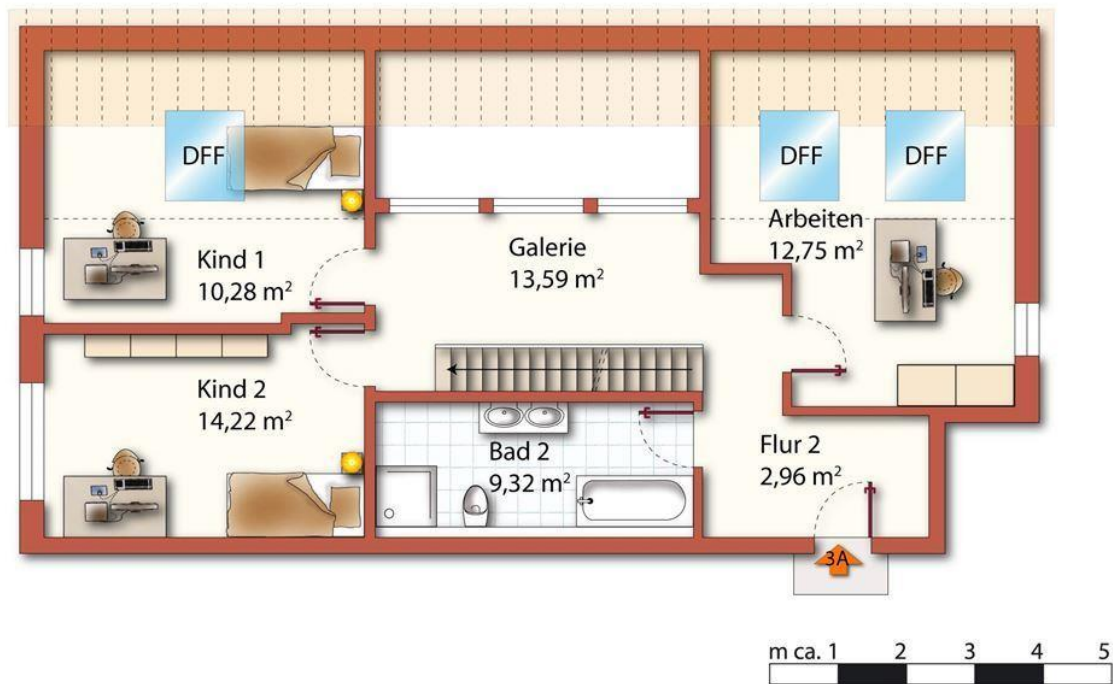 DFF
DFF
DFF
Kind 1
10,28 m²
Galerie
13,59 m²
Arbeiten
12,75 m²
Kind 2
14,22 m²
Bad 2
9,32 m²
Flur 2
2,96 m²
3A
m ca. 1 2 3 4 5